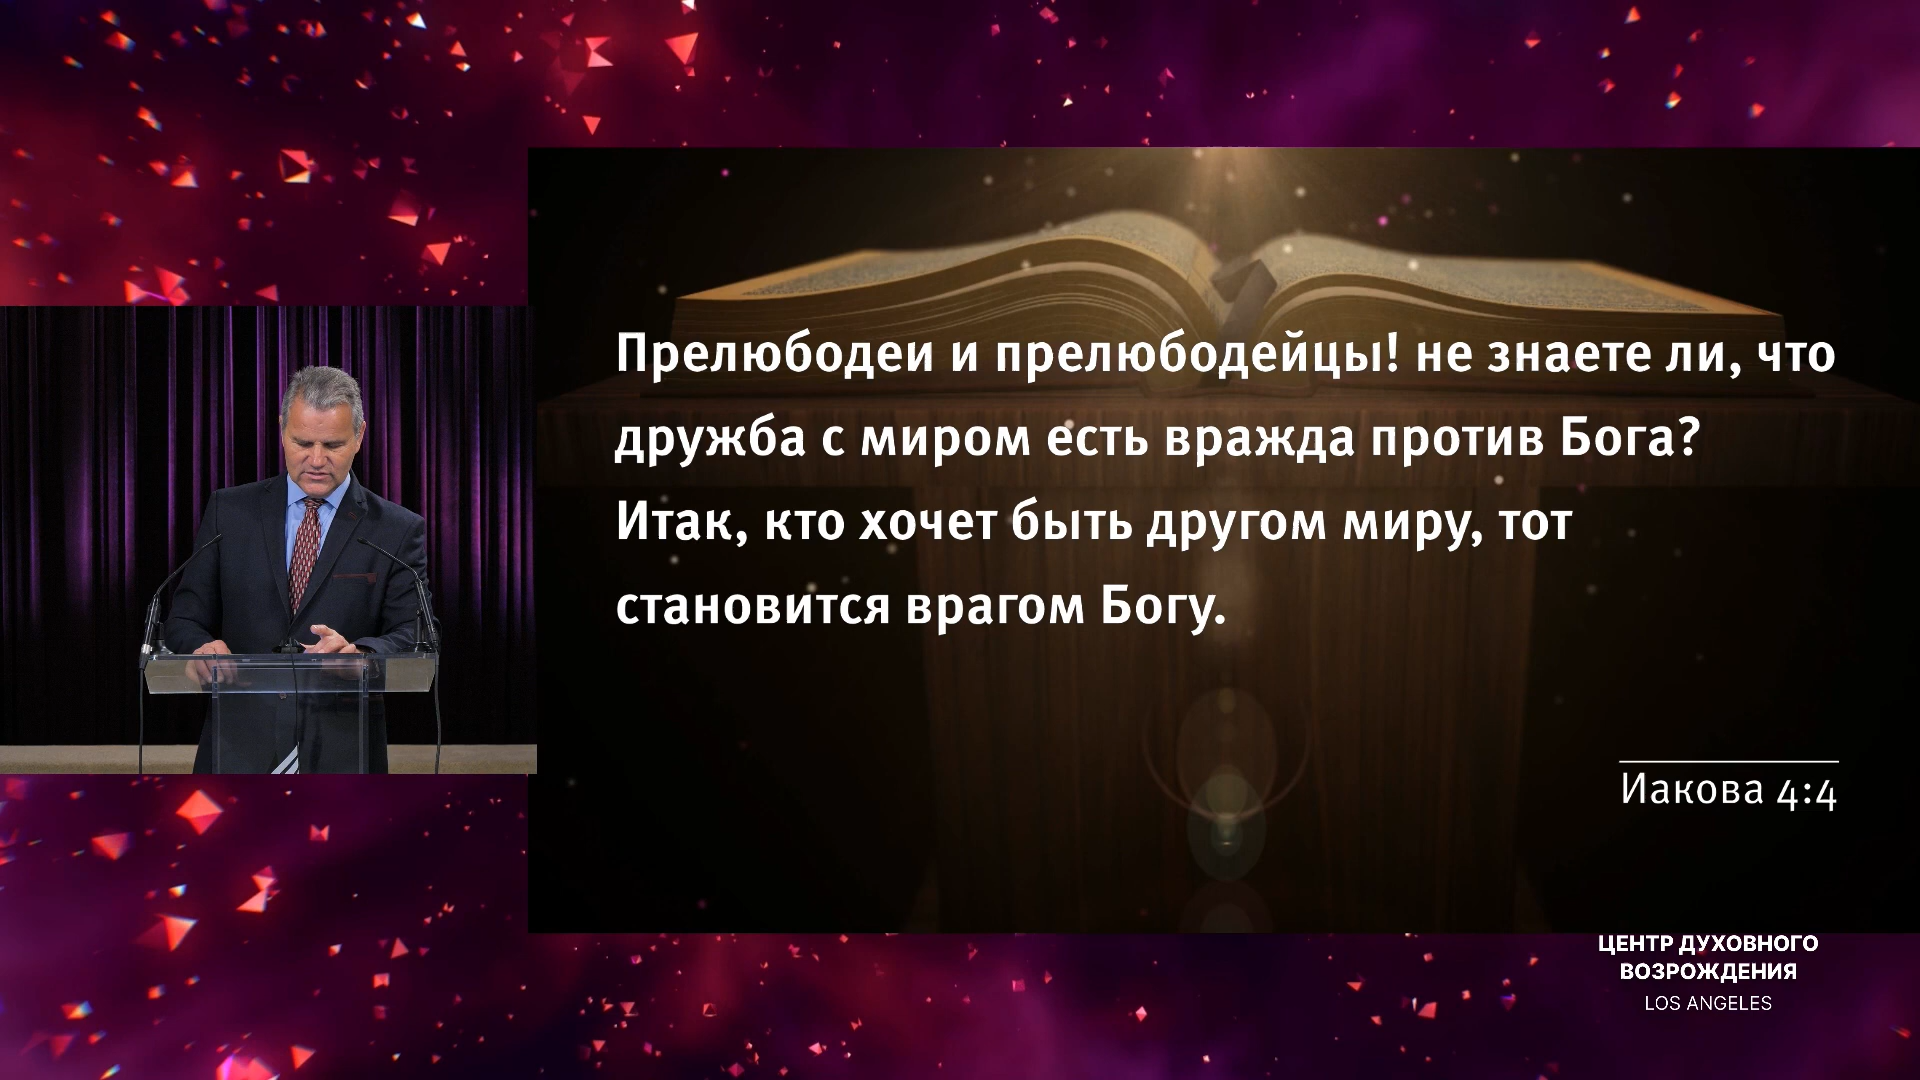 Прелюбодеи и прелюбодейцы! не знаете ли, что
дружба с миром есть вражда против Бога?
Итак, кто хочет быть другом миру, тот
становится врагом Богу.
Иакова 4:4
ЦЕНТР ДУХОВНОГО
ВОЗРОЖДЕНИЯ
LOS ANGELES